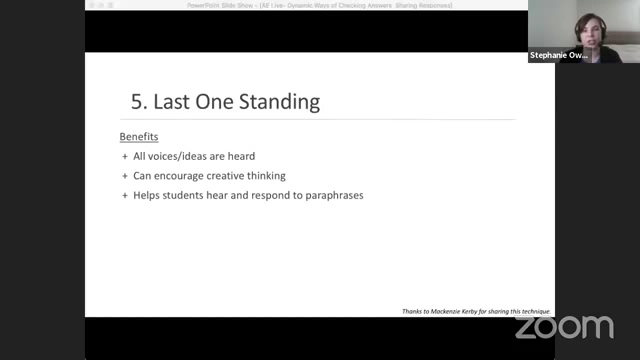 PowerPoint Slide Show - [AE Live- Dynamic Ways of Checking Answers Sharing Responses]
Stephanie Ow...
5. Last One Standing
Benefits
+ All voices/ideas are heard
+ Can encourage creative thinking
+ Helps students hear and respond to paraphrases
Thanks to Mackenzie Kerby for sharing this technique.
zoom